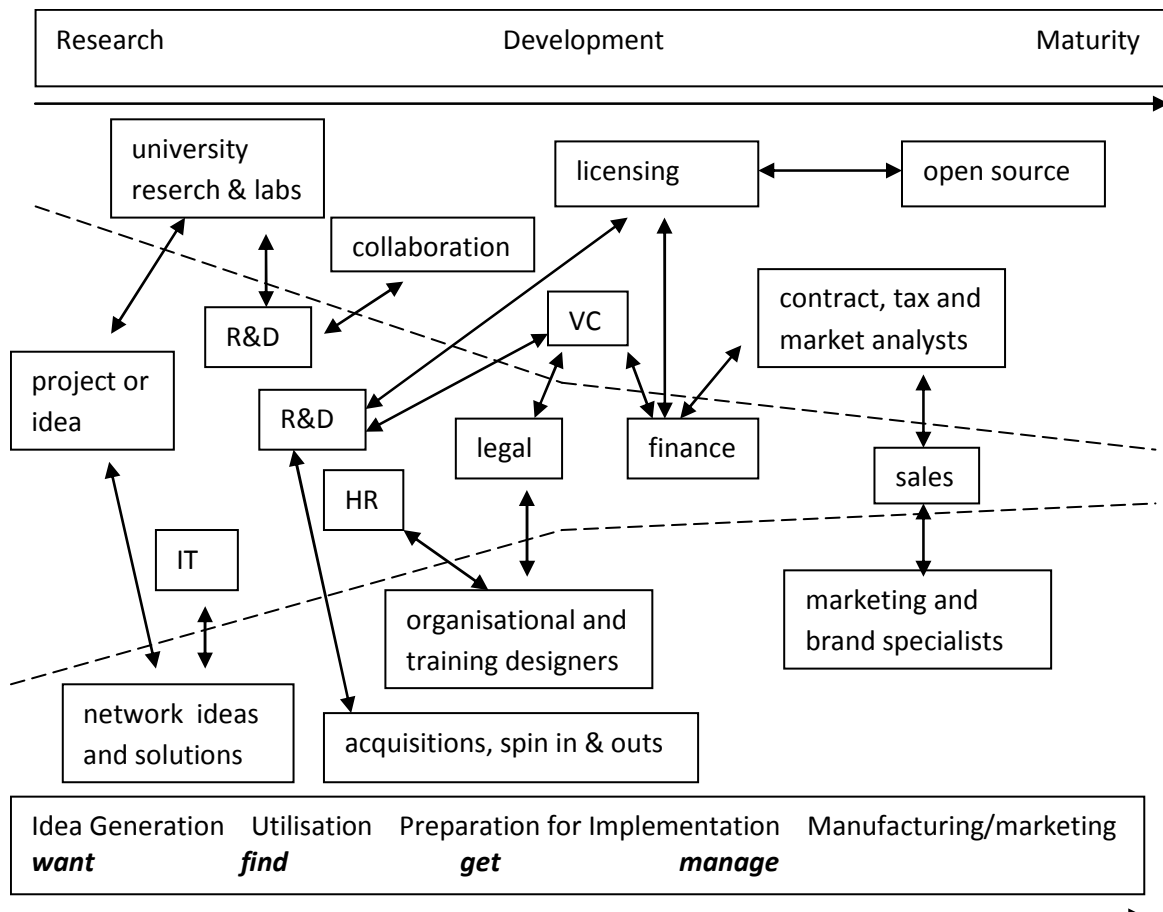 Research Development Maturity
university
reserch & labs
licensing
open source
collaboration
contract, tax and
market analysts
VC
R&D
project or
idea
R&D
legal
finance
sales
HR
IT
organisational and
training designers
marketing and
brand specialists
network ideas
and solutions
acquisitions, spin in & outs
Idea Generation Utilisation Preparation for Implementation Manufacturing/marketing
want find get manage